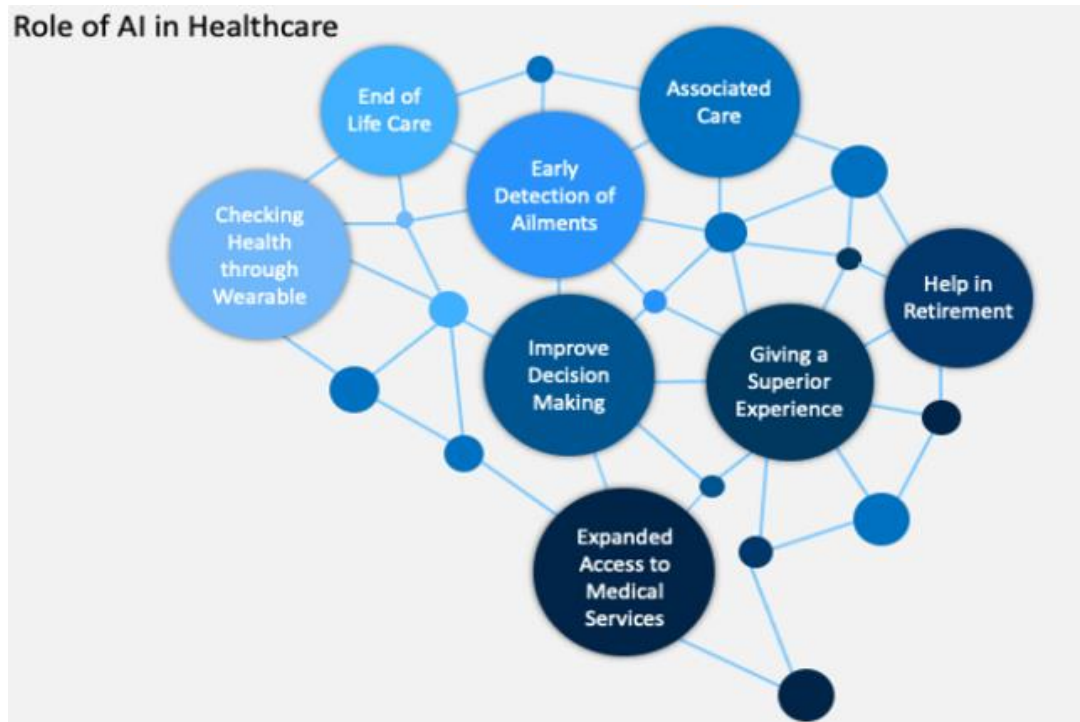 Role of AI in Healthcare
End of
Life Care
Associated
Care
Early
Detection of
Ailments
Checking
Health
through
Wearable
Help in
Retirement
Improve
Decision
Making
Giving a
Superior
Experience
Expanded
Access to
Medical
Services